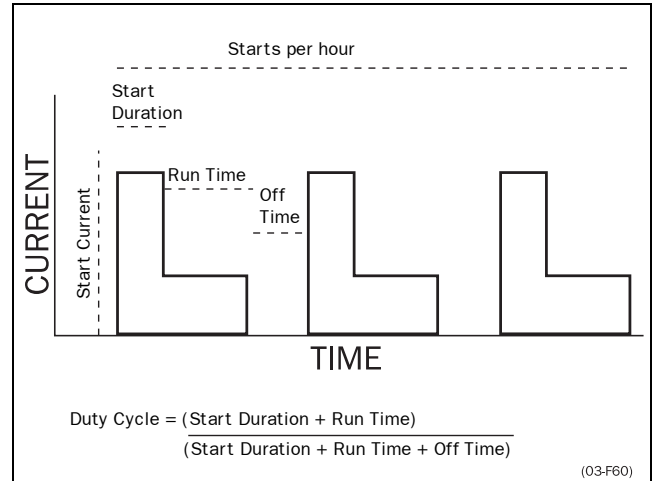 Starts per hour
Start
Duration
Run Time
Off
Time
Start Current
CURRENT
TIME
Duty Cycle = (Start Duration + Run Time)
(Start Duration + Run Time + Off Time)
(03-F60)